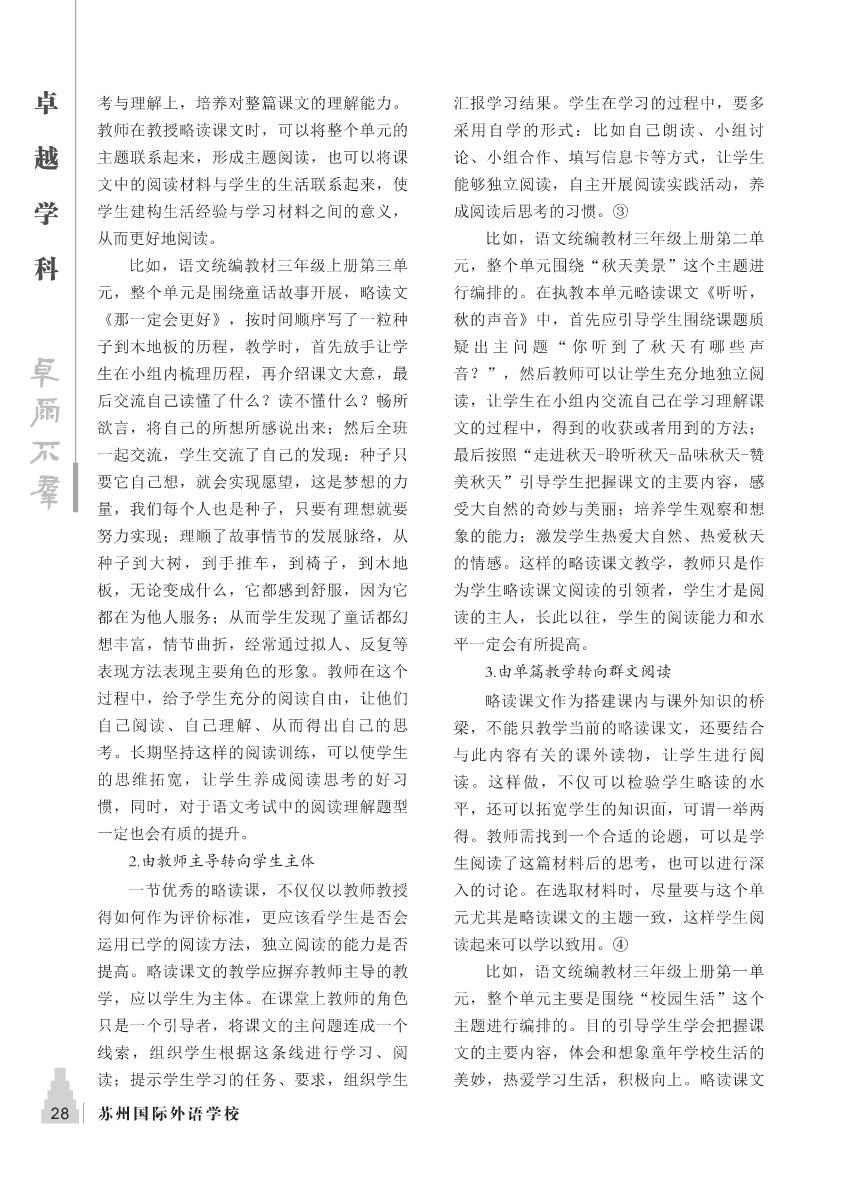 卓
越
学
科
卓
尔
不
群
考与理解上，培养对整篇课文的理解能力。
教师在教授略读课文时，可以将整个单元的
主题联系起来，形成主题阅读，也可以将课
文中的阅读材料与学生的生活联系起来，使
学生建构生活经验与学习材料之间的意义，
从而更好地阅读。
比如，语文统编教材三年级上册第三单
元，整个单元是围绕童话故事开展，略读文
《那一定会更好》，按时间顺序写了一粒种
子到木地板的历程，教学时，首先放手让学
生在小组内梳理历程，再介绍课文大意，最
后交流自己读懂了什么？读不懂什么？畅所
欲言，将自己的所想所感说出来；然后全班
一起交流，学生交流了自己的发现：种子只
要它自己想，就会实现愿望，这是梦想的力
量，我们每个人也是种子，只要有理想就要
努力实现；理顺了故事情节的发展脉络，从
种子到大树，到手推车，到椅子，到木地
板，无论变成什么，它都感到舒服，因为它
都在为他人服务；从而学生发现了童话都幻
想丰富，情节曲折，经常通过拟人、反复等
表现方法表现主要角色的形象。教师在这个
过程中，给予学生充分的阅读自由，让他们
自己阅读、自己理解、从而得出自己的思
考。长期坚持这样的阅读训练，可以使学生
的思维拓宽，让学生养成阅读思考的好习
惯，同时，对于语文考试中的阅读理解题型
一定也会有质的提升。
2.由教师主导转向学生主体
一节优秀的略读课，不仅仅以教师教授
得如何作为评价标准，更应该看学生是否会
运用已学的阅读方法，独立阅读的能力是否
提高。略读课文的教学应摒弃教师主导的教
学，应以学生为主体。在课堂上教师的角色
只是一个引导者，将课文的主问题连成一个
线索，组织学生根据这条线进行学习、阅
读；提示学生学习的任务、要求，组织学生
汇报学习结果。学生在学习的过程中，要多
采用自学的形式：比如自己朗读、小组讨
论、小组合作、填写信息卡等方式，让学生
能够独立阅读，自主开展阅读实践活动，养
成阅读后思考的习惯。③
比如，语文统编教材三年级上册第二单
元，整个单元围绕“秋天美景”这个主题进
行编排的。在执教本单元略读课文《听听，
秋的声音》中，首先应引导学生围绕课题质
疑出主问题“你听到了秋天有哪些声
音？”，然后教师可以让学生充分地独立阅
读，让学生在小组内交流自己在学习理解课
文的过程中，得到的收获或者用到的方法；
最后按照“走进秋天-聆听秋天-品味秋天-赞
美秋天”引导学生把握课文的主要内容，感
受大自然的奇妙与美丽；培养学生观察和想
象的能力；激发学生热爱大自然、热爱秋天
的情感。这样的略读课文教学，教师只是作
为学生略读课文阅读的引领者，学生才是阅
读的主人，长此以往，学生的阅读能力和水
平一定会有所提高。
3.由单篇教学转向群文阅读
略读课文作为搭建课内与课外知识的桥
梁，不能只教学当前的略读课文，还要结合
与此内容有关的课外读物，让学生进行阅
读。这样做，不仅可以检验学生略读的水
平，还可以拓宽学生的知识面，可谓一举两
得。教师需找到一个合适的论题，可以是学
生阅读了这篇材料后的思考，也可以进行深
入的讨论。在选取材料时，尽量要与这个单
元尤其是略读课文的主题一致，这样学生阅
读起来可以学以致用。④
比如，语文统编教材三年级上册第一单
元，整个单元主要是围绕“校园生活”这个
主题进行编排的。目的引导学生学会把握课
文的主要内容，体会和想象童年学校生活的
美妙，热爱学习生活，积极向上。略读课文
28 苏州国际外语学校